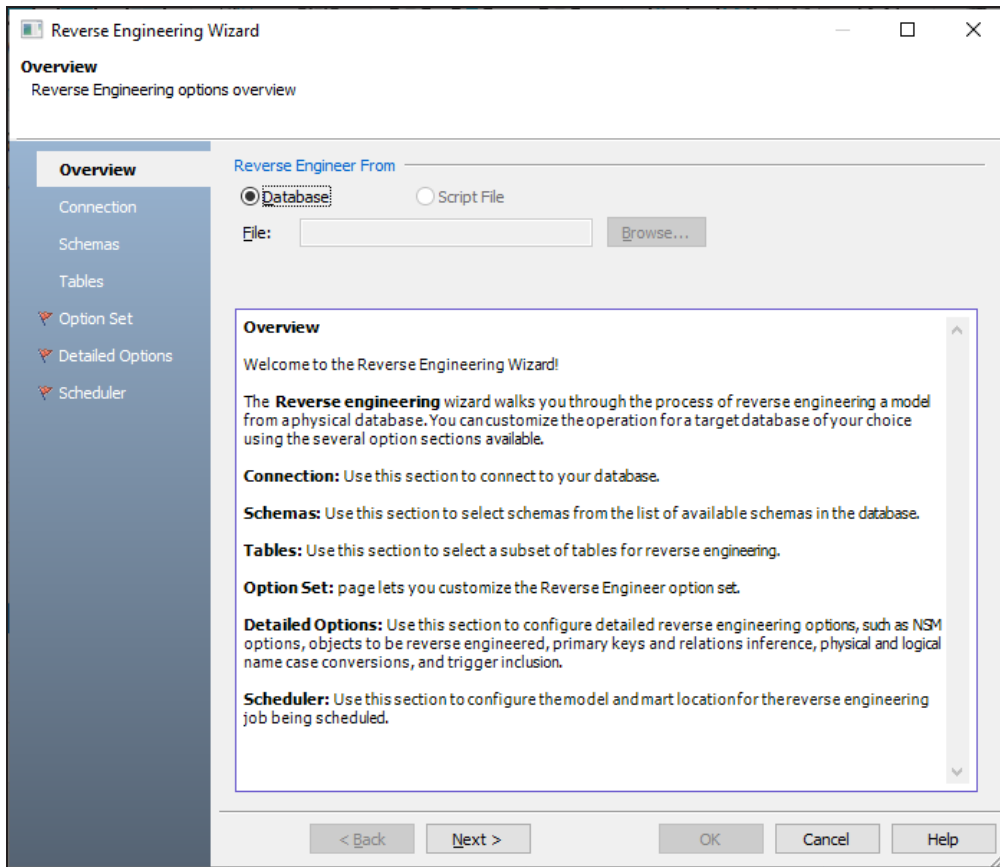 Reverse Engineering Wizard
Overview
Reverse Engineering options overview
Overview
Connection
Schemas
Tables
Option Set
Detailed Options
Scheduler
Reverse Engineer From
Database
Script File
File:
Browse...
Overview
Welcome to the Reverse Engineering Wizard!
The Reverse engineering wizard walks you through the process of reverse engineering a model
from a physical database. You can customize the operation for a target database of your choice
using the several option sections available.
Connection: Use this section to connect to your database.
Schemas: Use this section to select schemas from the list of available schemas in the database.
Tables: Use this section to select a subset of tables for reverse engineering.
Option Set: page lets you customize the Reverse Engineer option set.
Detailed Options: Use this section to configure detailed reverse engineering options, such as NSM
options, objects to be reverse engineered, primary keys and relations inference, physical and logical
name case conversions, and trigger inclusion.
Scheduler: Use this section to configure the model and mart location for the reverse engineering
job being scheduled.
< Back
Next >
OK
Cancel
Help